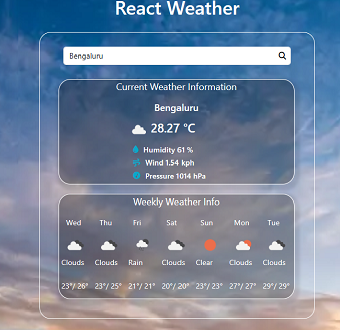 React Weather
Bengaluru
Current Weather Information
Bengaluru
28.27 °C
Humidity 61 %
Wind 1.54 kph
Pressure 1014 hPa
Weekly Weather Info
Wed Thu Fri Sat Sun Mon Tue
Clouds Clouds Rain Clouds Clear Clouds Clouds
23°/ 26° 23°/ 25° 21°/ 21° 20°/ 20° 23°/ 23° 27°/ 27° 29°/ 29°